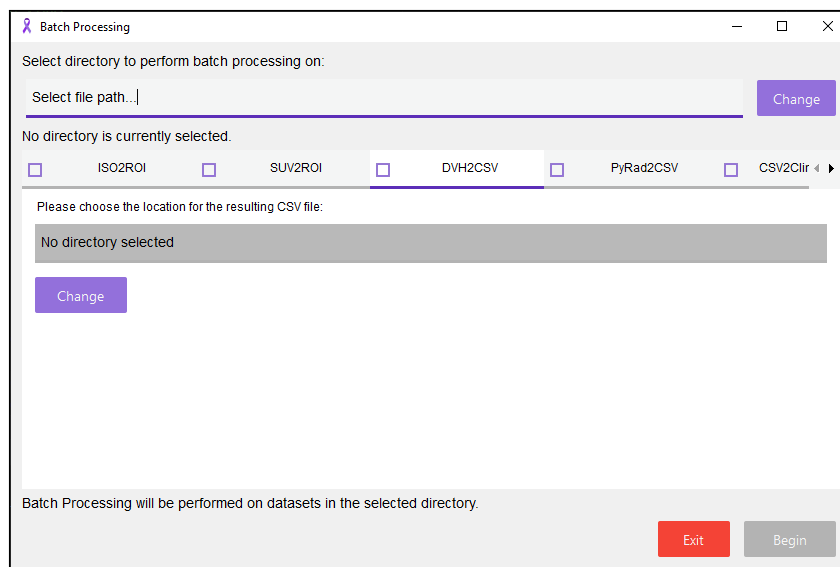 Batch Processing
Select directory to perform batch processing on:
Select file path...
Change
No directory is currently selected.
ISO2ROI SUV2ROI DVH2CSV PyRad2CSV CSV2Clir
Please choose the location for the resulting CSV file:
No directory selected
Change
Batch Processing will be performed on datasets in the selected directory.
Exit Begin